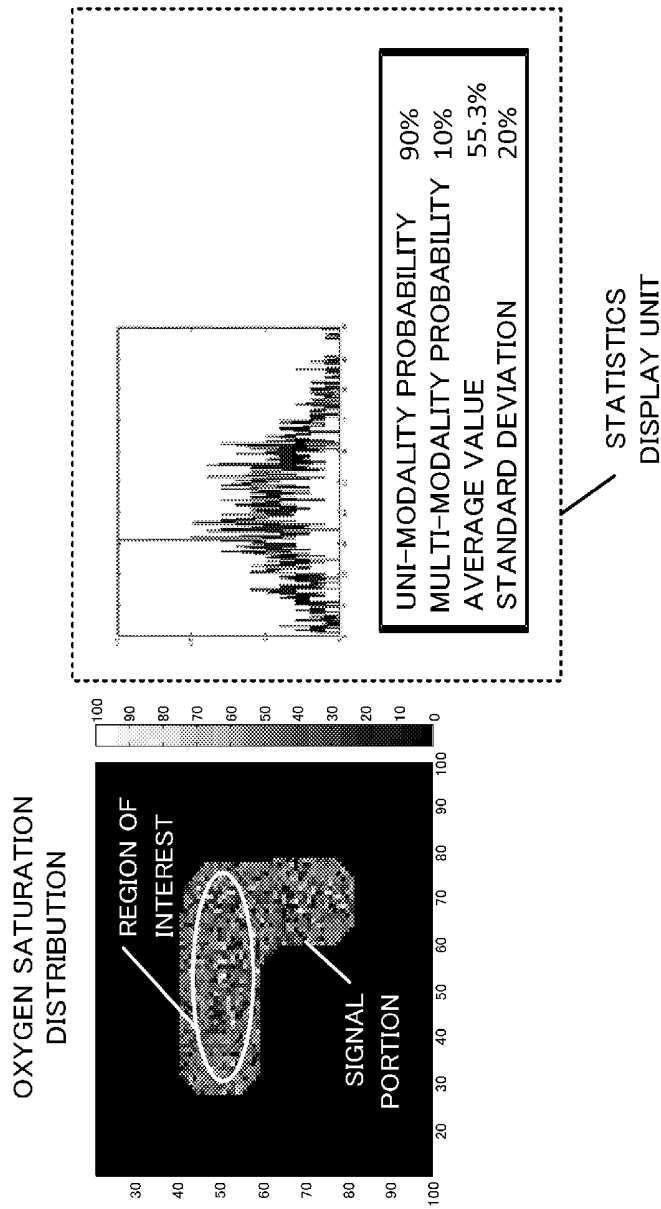 OXYGEN SATURATION
DISTRIBUTION
REGION OF
INTEREST
SIGNAL
PORTION
30
40
50
60
70
80
90
100
20
30
40
50
60
70
80
90
100
100
90
80
70
60
50
40
30
20
10
0
UNI-MODALITY PROBABILITY 90%
MULTI-MODALITY PROBABILITY 10%
AVERAGE VALUE 55.3%
STANDARD DEVIATION 20%
STATISTICS
DISPLAY UNIT